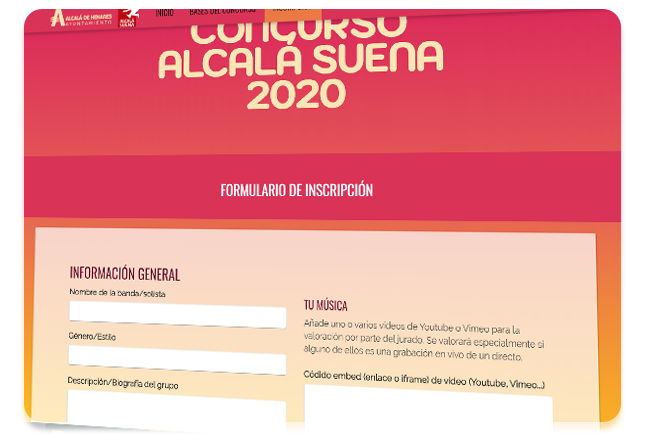 ALCALÁ DE HENARES
AYUNTAMIENTO
ALCALÁ
SUENA
INICIO
BASES DEL CONCURSO
CONCURSO
ALCALÁ SUENA
2020
FORMULARIO DE INSCRIPCIÓN
INFORMACIÓN GENERAL
Nombre de la banda/solista
Género/Estilo
Descripción/Biografía del grupo
TU MÚSICA
Añade uno o varios vídeos de Youtube o Vimeo para la
valoración por parte del jurado. Se valorará especialmente si
alguno de ellos es una grabación en vivo de un directo.
Códido embed (enlace o iframe) de vídeo (Youtube, Vimeo...)